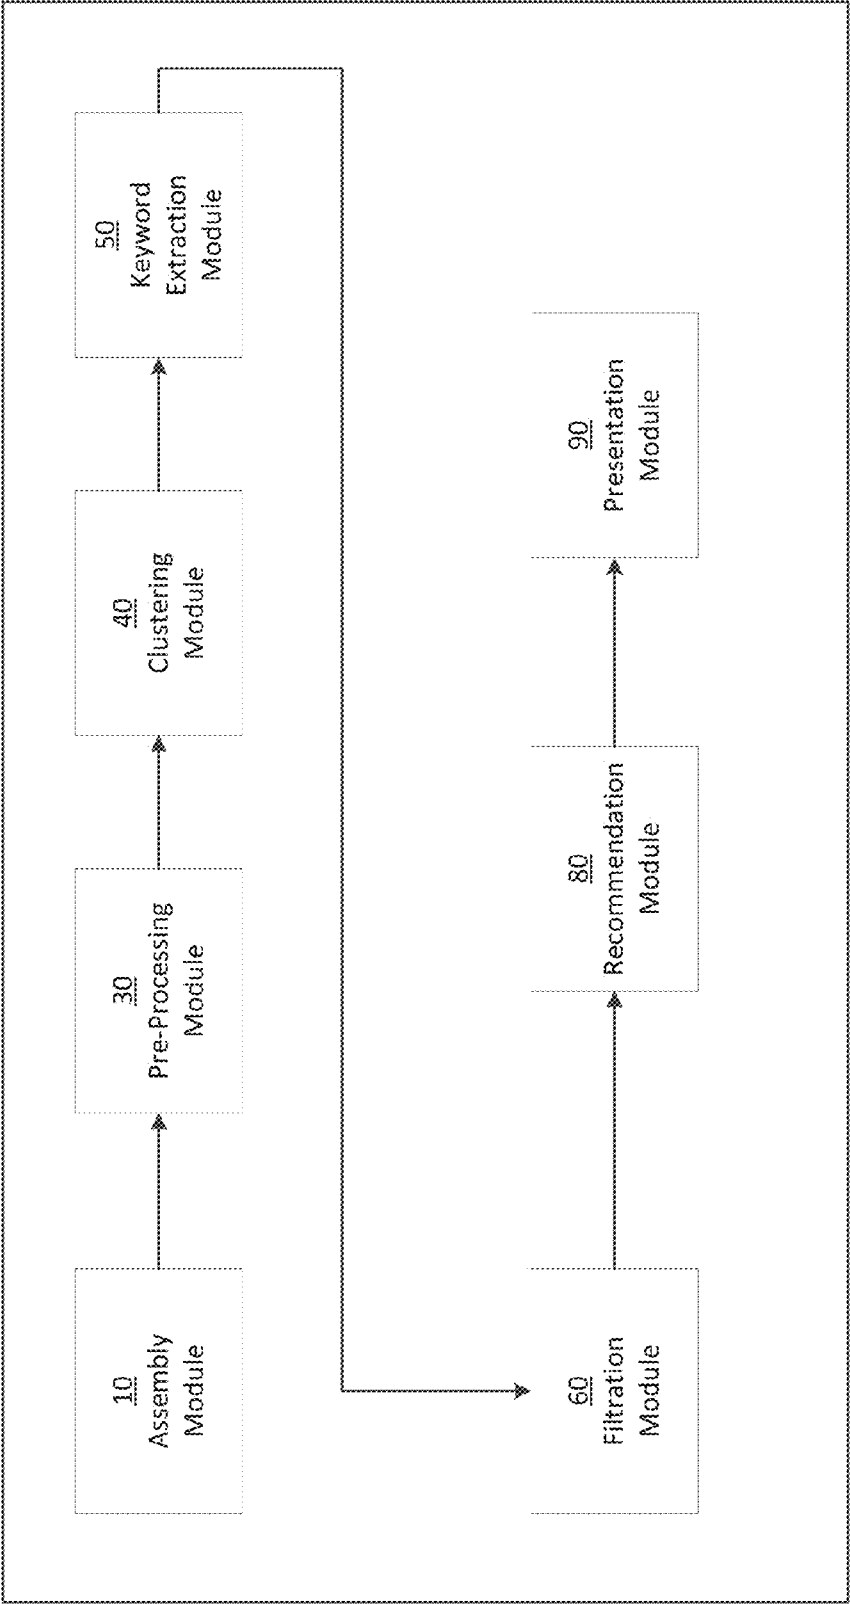 10
Assembly
Module
30
Pre-Processing
Module
40
Clustering
Module
50
Keyword
Extraction
Module
60
Filtration
Module
80
Recommendation
Module
90
Presentation
Module